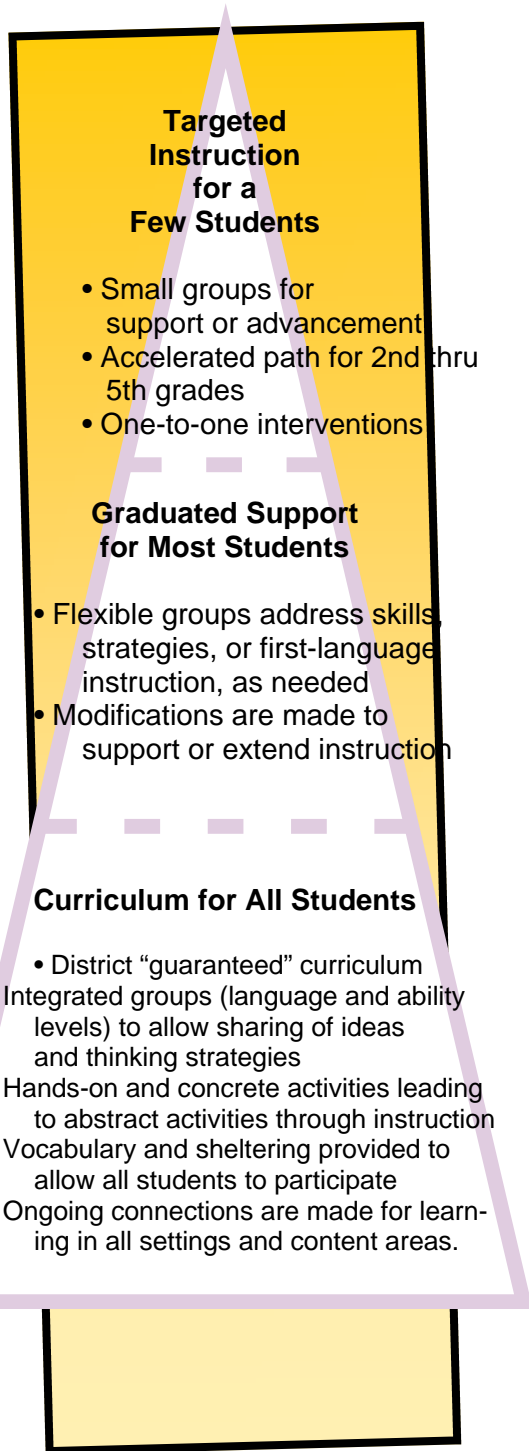 Targeted
Instruction
for a
Few Students
• Small groups for
support or advancement
• Accelerated path for 2nd thru
5th grades
• One-to-one interventions
Graduated Support
for Most Students
• Flexible groups address skills,
strategies, or first-language
instruction, as needed
• Modifications are made to
support or extend instruction
Curriculum for All Students
• District “guaranteed” curriculum
Integrated groups (language and ability
levels) to allow sharing of ideas
and thinking strategies
Hands-on and concrete activities leading
to abstract activities through instruction
Vocabulary and sheltering provided to
allow all students to participate
Ongoing connections are made for learn-
ing in all settings and content areas.